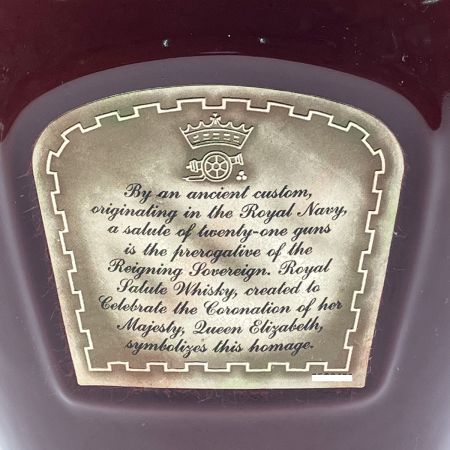 By an ancient custom,
originating in the Royal Navy,
a salute of twenty-one guns
is the prerogative of the
Reigning Sovereign. Royal
Salute Whisky, created to
Celebrate the Coronation of her
Majesty, Queen Elizabeth,
symbolizes this homage.